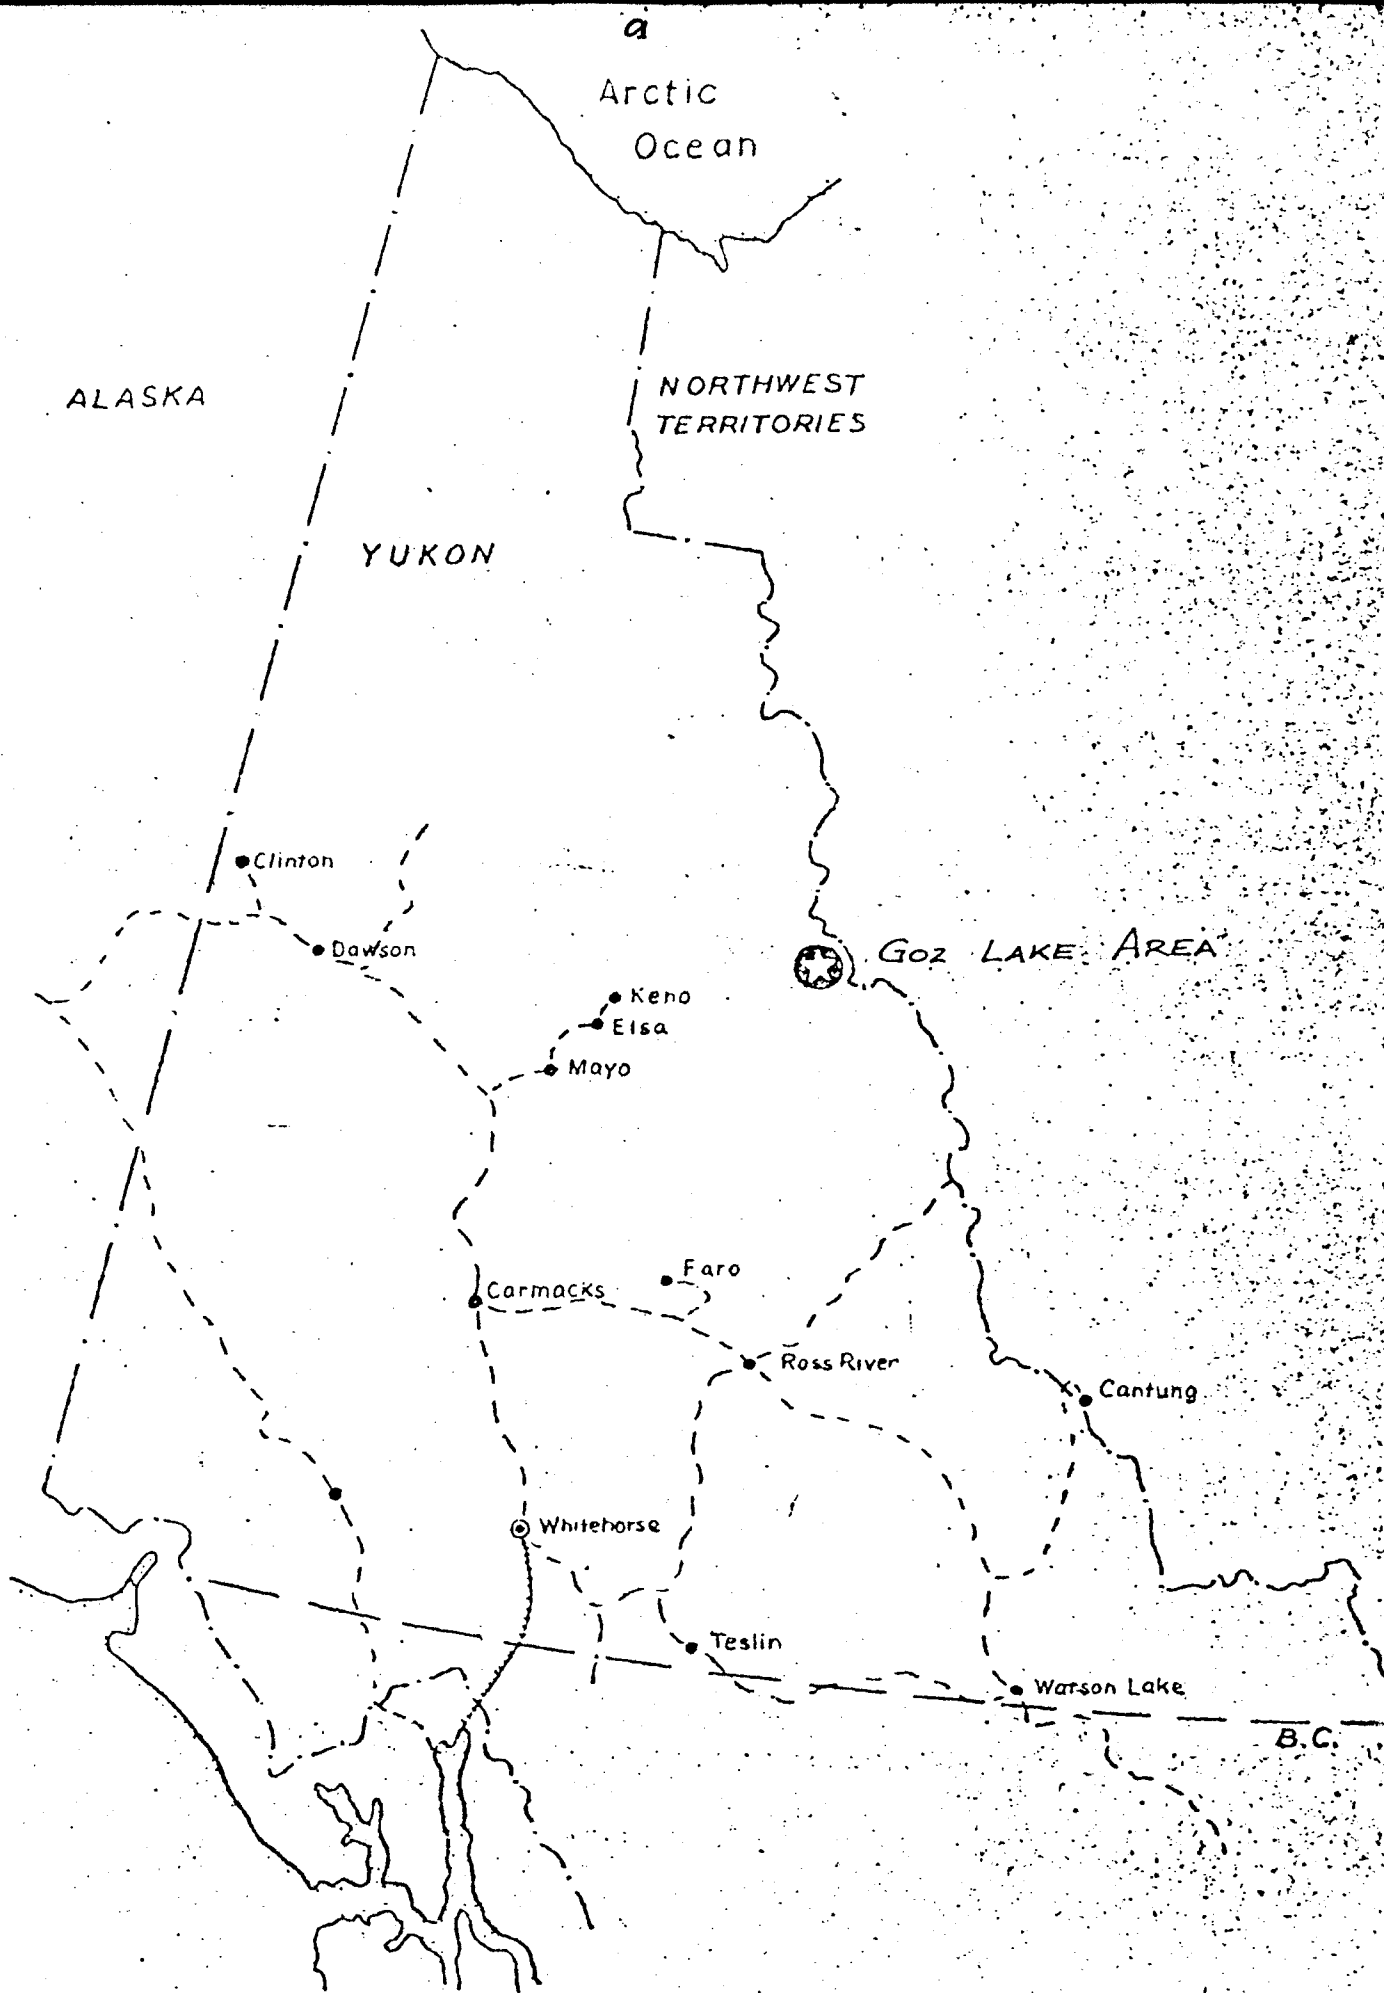 a
Arctic
Ocean
ALASKA
NORTHWEST
TERRITORIES
YUKON
Clinton
Dawson
GOZ LAKE AREA
Keno
Elsa
Mayo
Faro
Carmacks
Ross River
Cantung
Whitehorse
Teslin
Watson Lake
B.C.